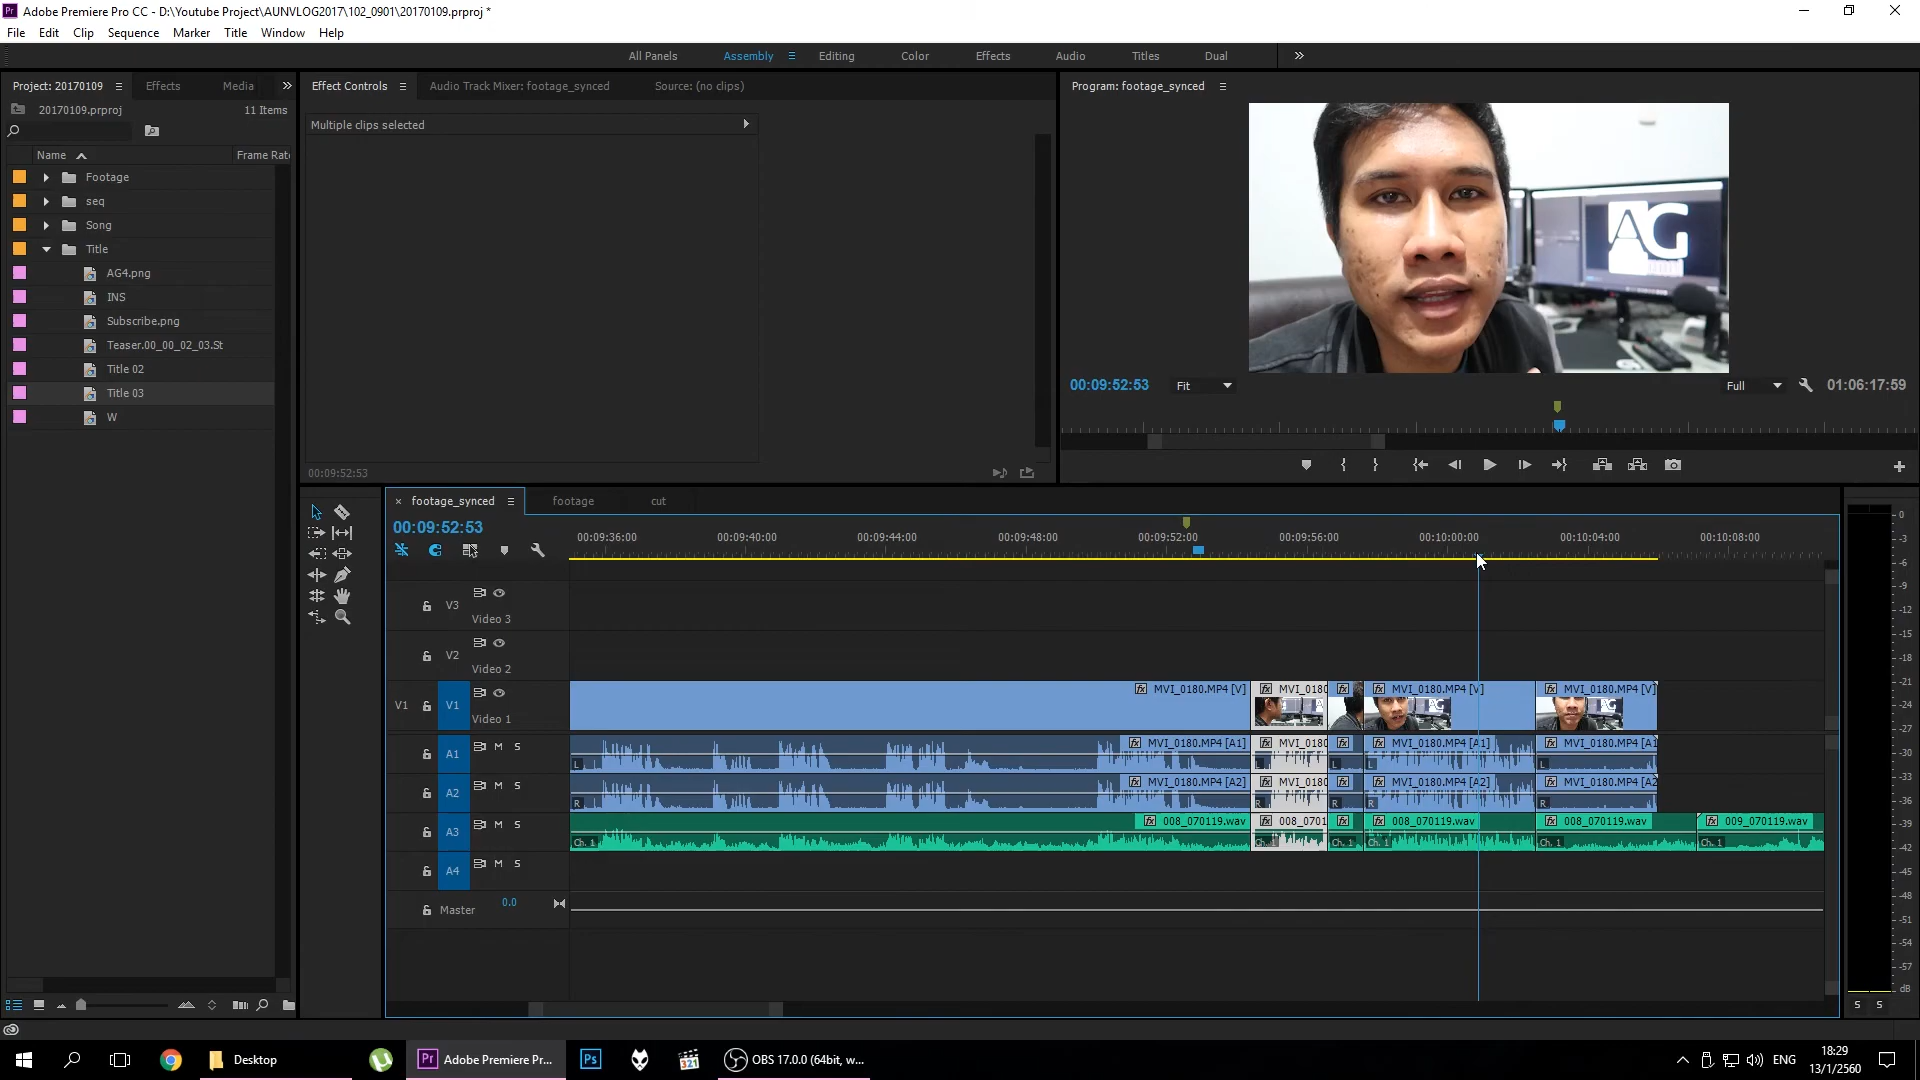 Adobe Premiere Pro CC - D:\Youtube Project\AUNVLOG2017\102_0901\20170109.prproj *
File Edit Clip Sequence Marker Title Window Help
All Panels Assembly Editing Color Effects Audio Titles Dual
Project: 20170109 Effects Media
Effect Controls Audio Track Mixer: footage_synced Source: (no clips)
Program: footage_synced
20170109.prproj 11 Items
Multiple clips selected
Name Frame Rat
Footage
seq
Song
Title
AG4.png
INS
Subscribe.png
Teaser.00_00_02_03.St
Title 02
Title 03
W
AG
00:09:52:53 Fit Full 01:06:17:59
00:09:52:53
footage_synced footage cut
00:09:52:53
00:09:36:00 00:09:40:00 00:09:44:00 00:09:48:00 00:09:52:00 00:09:56:00 00:10:00:00 00:10:04:00 00:10:08:00
V3 Video 3
V2 Video 2
V1 V1 Video 1
MVI_0180.MP4 [V] MVI_0180 MVI_0180.MP4 [V] MVI_0180.MP4 [V]
A1 M S
L MVI_0180.MP4 [A1] L MVI_0180 L L MVI_0180.MP4 [A1] L MVI_0180.MP4 [A1
A2 M S
R MVI_0180.MP4 [A2] R MVI_0180 R R MVI_0180.MP4 [A2] R MVI_0180.MP4 [A2
A3 M S
Ch. 1 008_070119.wav Ch. 1 008_0701 Ch. 1 Ch. 1 008_070119.wav Ch. 1 008_070119.wav Ch. 1 009_070119.wav
A4 M S
Master 0.0
0
-3
-6
-9
-12
-15
-18
-21
-24
-27
-30
-33
-36
-39
-42
-45
-48
-51
-54
-57
dB
S S
Desktop Pr Adobe Premiere Pr... Ps 321 OBS 17.0.0 (64bit, w...
ENG
18:29
13/1/2560